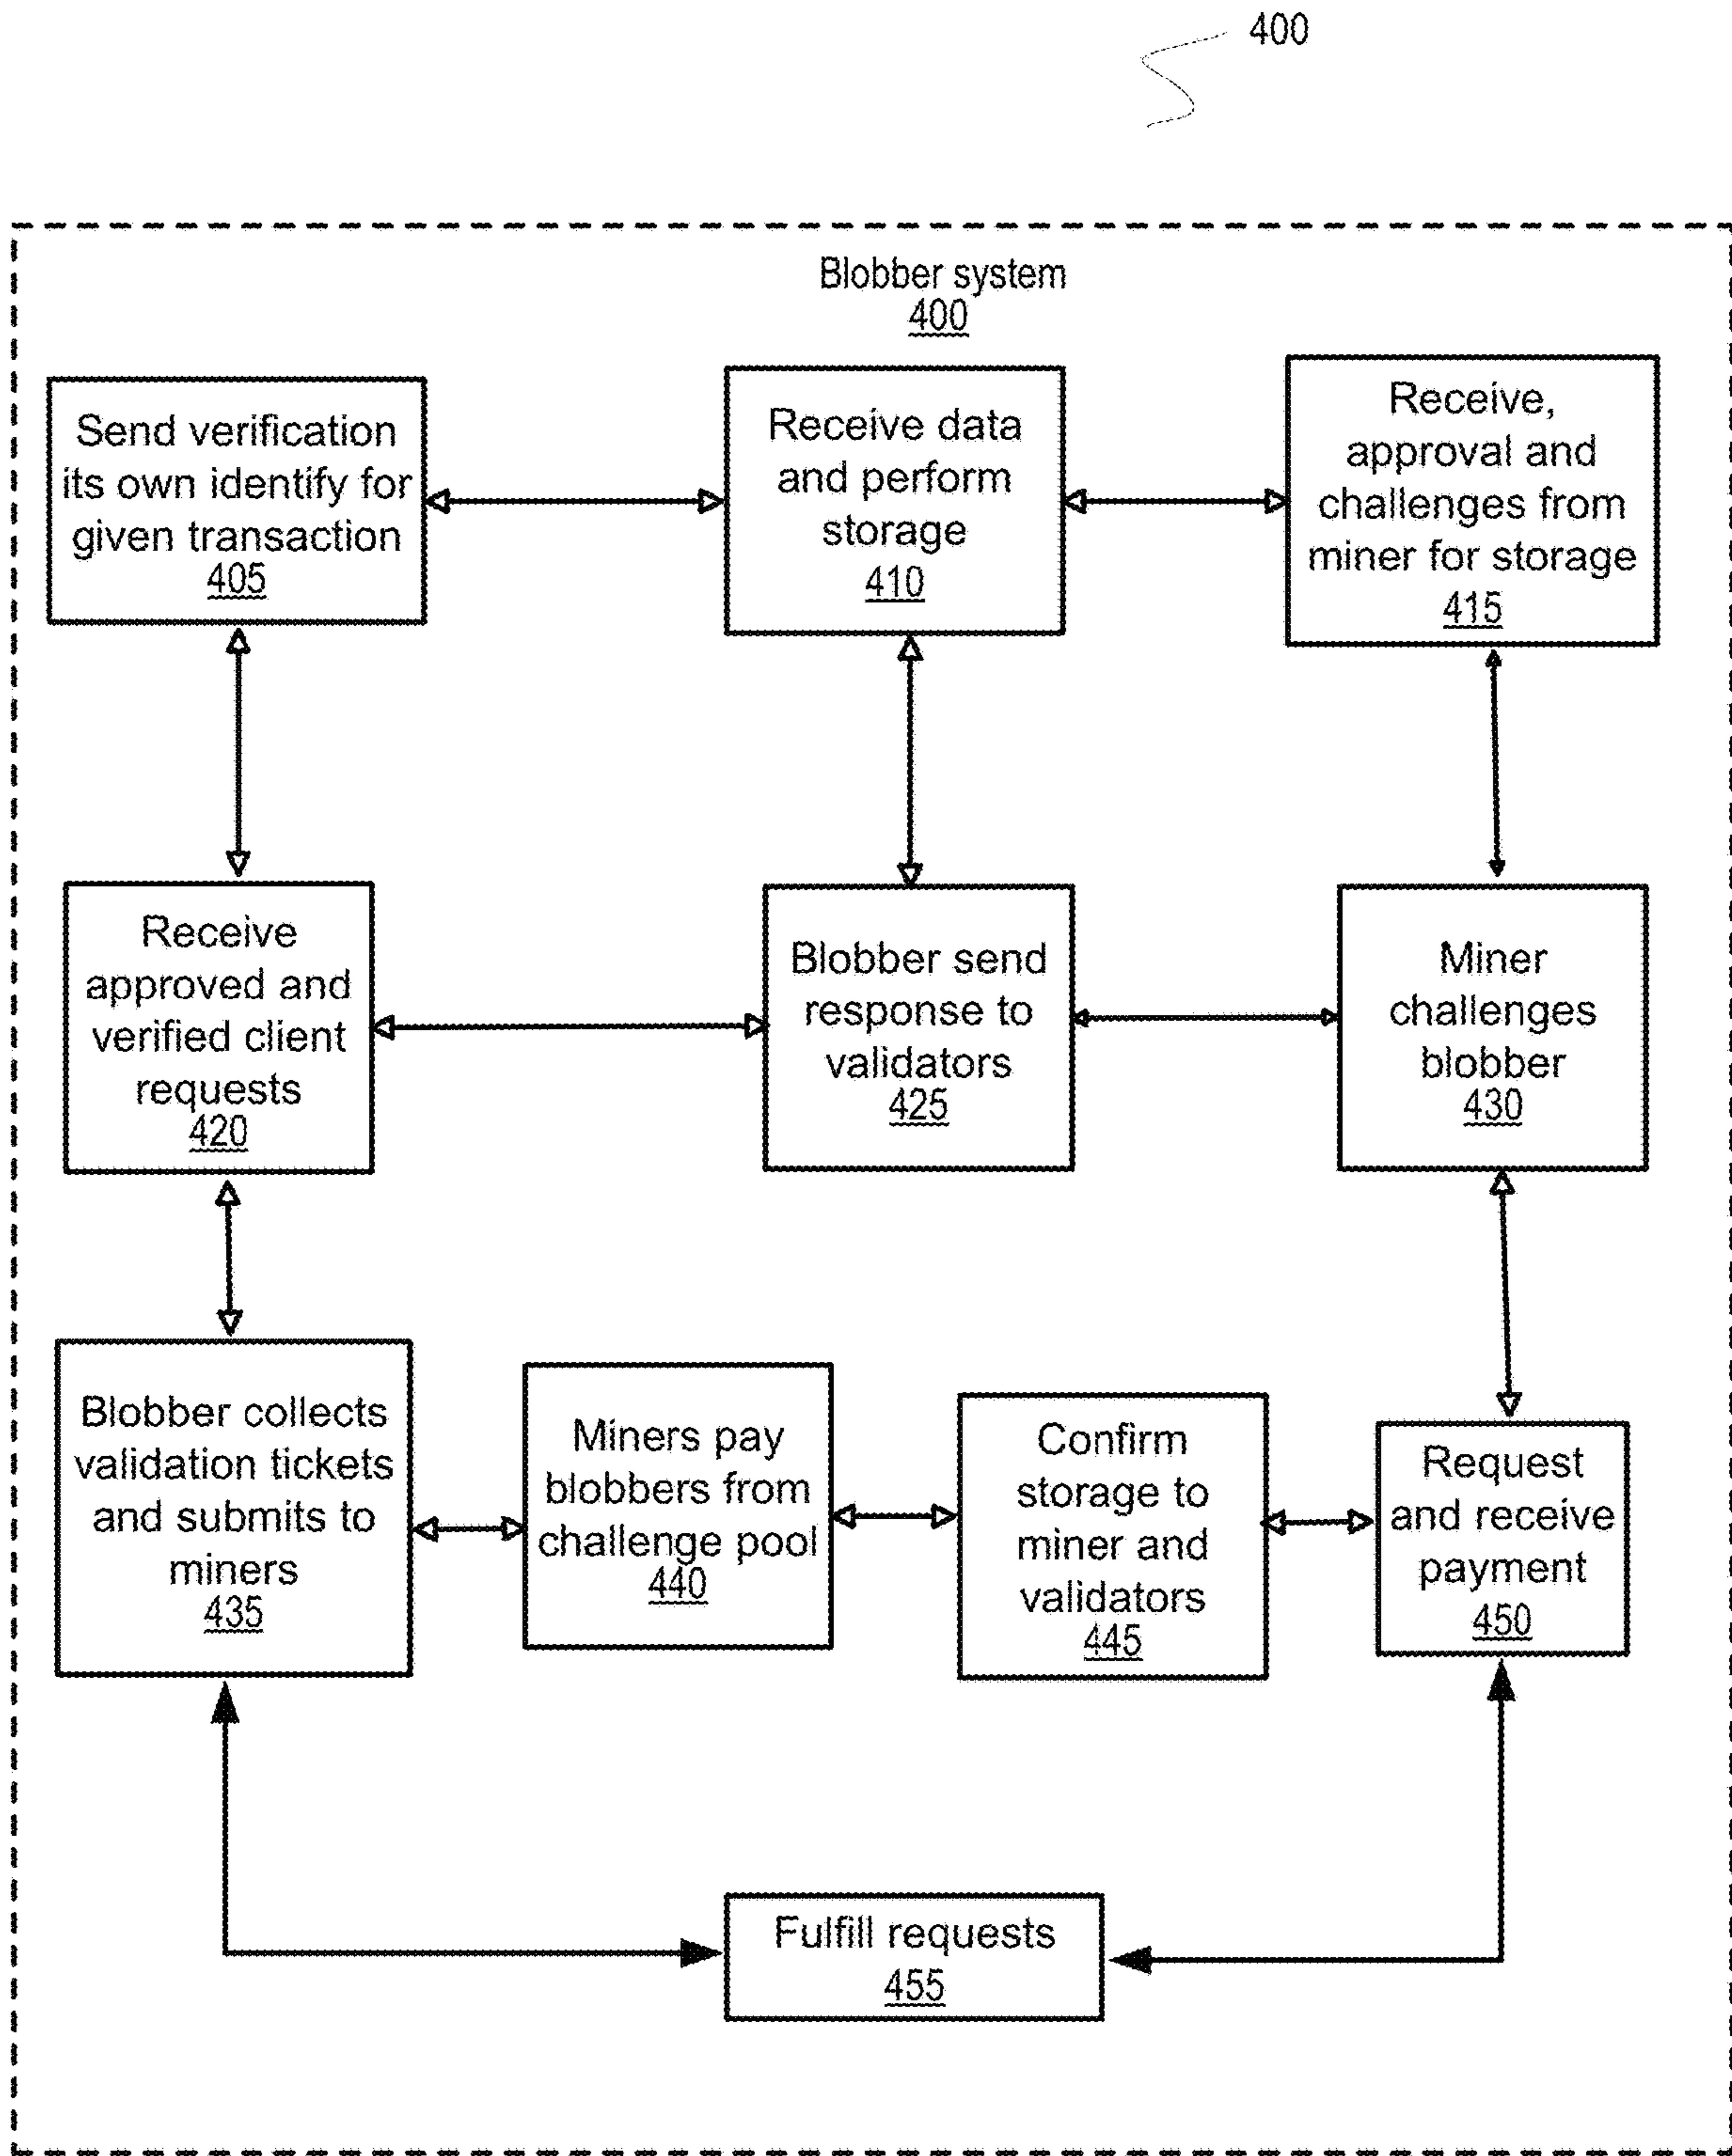 400
Blobber system
400
Send verification
its own identify for
given transaction
405
Receive data
and perform
storage
410
Receive,
approval and
challenges from
miner for storage
415
Receive
approved and
verified client
requests
420
Blobber send
response to
validators
425
Miner
challenges
blobber
430
Blobber collects
validation tickets
and submits to
miners
435
Miners pay
blobbers from
challenge pool
440
Confirm
storage to
miner and
validators
445
Request
and receive
payment
450
Fulfill requests
455